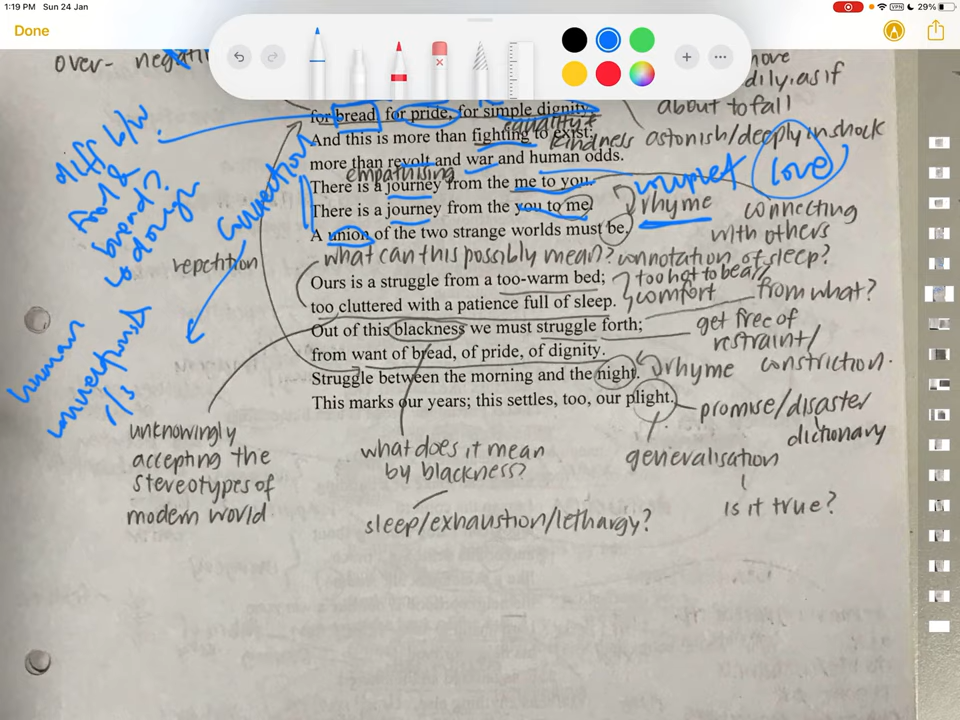 1:19 PM Sun 24 Jan
VPN 29%
Done
over-
dily, as if
about to fall
for bread, for pride, for simple dignity.
And this is more than fighting to exist;
kindness
astonish/deeply in shock
more than revolt and war and human odds.
empathising
There is a journey from the me to you.
couplet
love
There is a journey from the you to me.
rhyme
connecting
with others
A union of the two strange worlds must be.
diff b/w
food &
bread?
↳ dough
connection
repetition
what can this possibly mean?
connotation of sleep?
Ours is a struggle from a too-warm bed;
too hot to bear/
comfort
from what?
too cluttered with a patience full of sleep.
Out of this blackness we must struggle forth;
get free of
restraint/
constriction.
from want of bread, of pride, of dignity.
Struggle between the morning and the night.
rhyme
This marks our years; this settles, too, our plight.
promise/disaster
dictionary
human
r/s
unknowingly
accepting the
stereotypes of
modern world
what does it mean
by blackness?
sleep/exhaustion/lethargy?
generalisation
is it true?